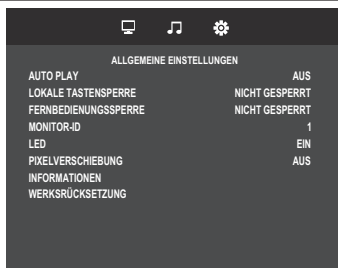 ALLGEMEINE EINSTELLUNGEN
AUTO PLAY AUS
LOKALE TASTENSPERRE NICHT GESPERRT
FERNBEDIENUNGSSPERRE NICHT GESPERRT
MONITOR-ID 1
LED EIN
PIXELVERSCHIEBUNG AUS
INFORMATIONEN
WERKSRÜCKSETZUNG